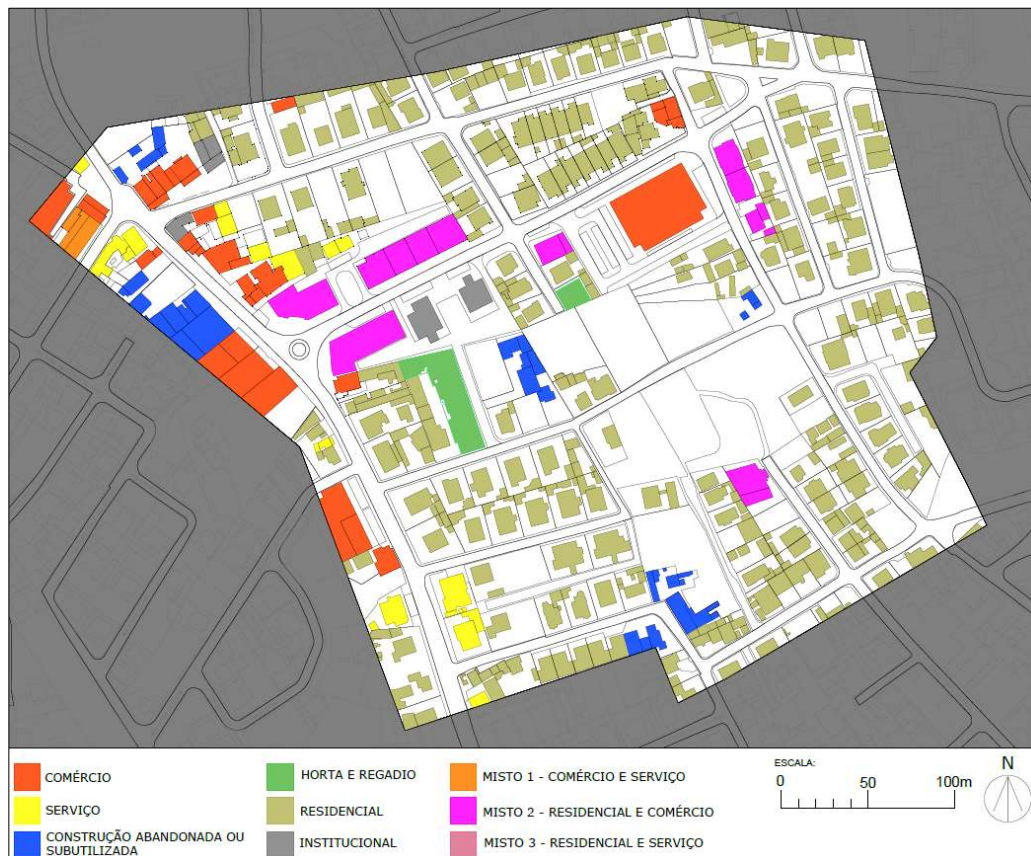 COMÉRCIO
SERVIÇO
CONSTRUÇÃO ABANDONADA OU
SUBUTILIZADA
HORTA E REGADIO
RESIDENCIAL
INSTITUCIONAL
MISTO 1 - COMÉRCIO E SERVIÇO
MISTO 2 - RESIDENCIAL E COMÉRCIO
MISTO 3 - RESIDENCIAL E SERVIÇO
ESCALA:
0 50 100m
N